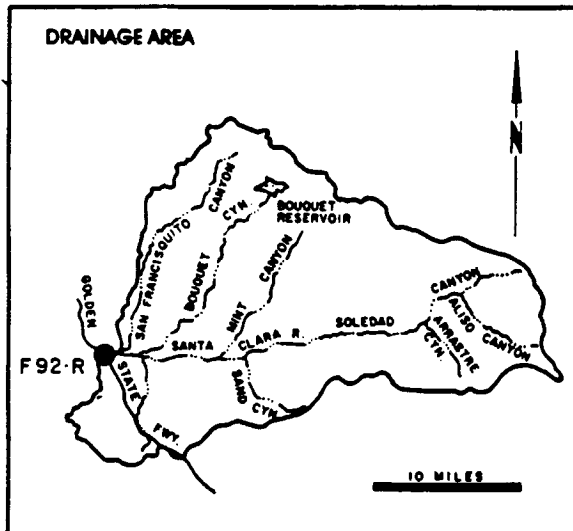 DRAINAGE AREA
N
SAN FRANCISQUITO CANYON
BOUQUET CYN.
BOUQUET
RESERVOIR
MINT CANYON
GOLDEN
STATE
FWY.
F92-R
SANTA CLARA R.
SOLEDAD CANYON
ALISO CANYON
ARRASTRE
CYN
SAND CYN
10 MILES